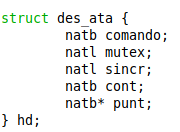 struct des_ata {
natb comando;
natl mutex;
natl sincr;
natb cont;
natb* punt;
} hd;